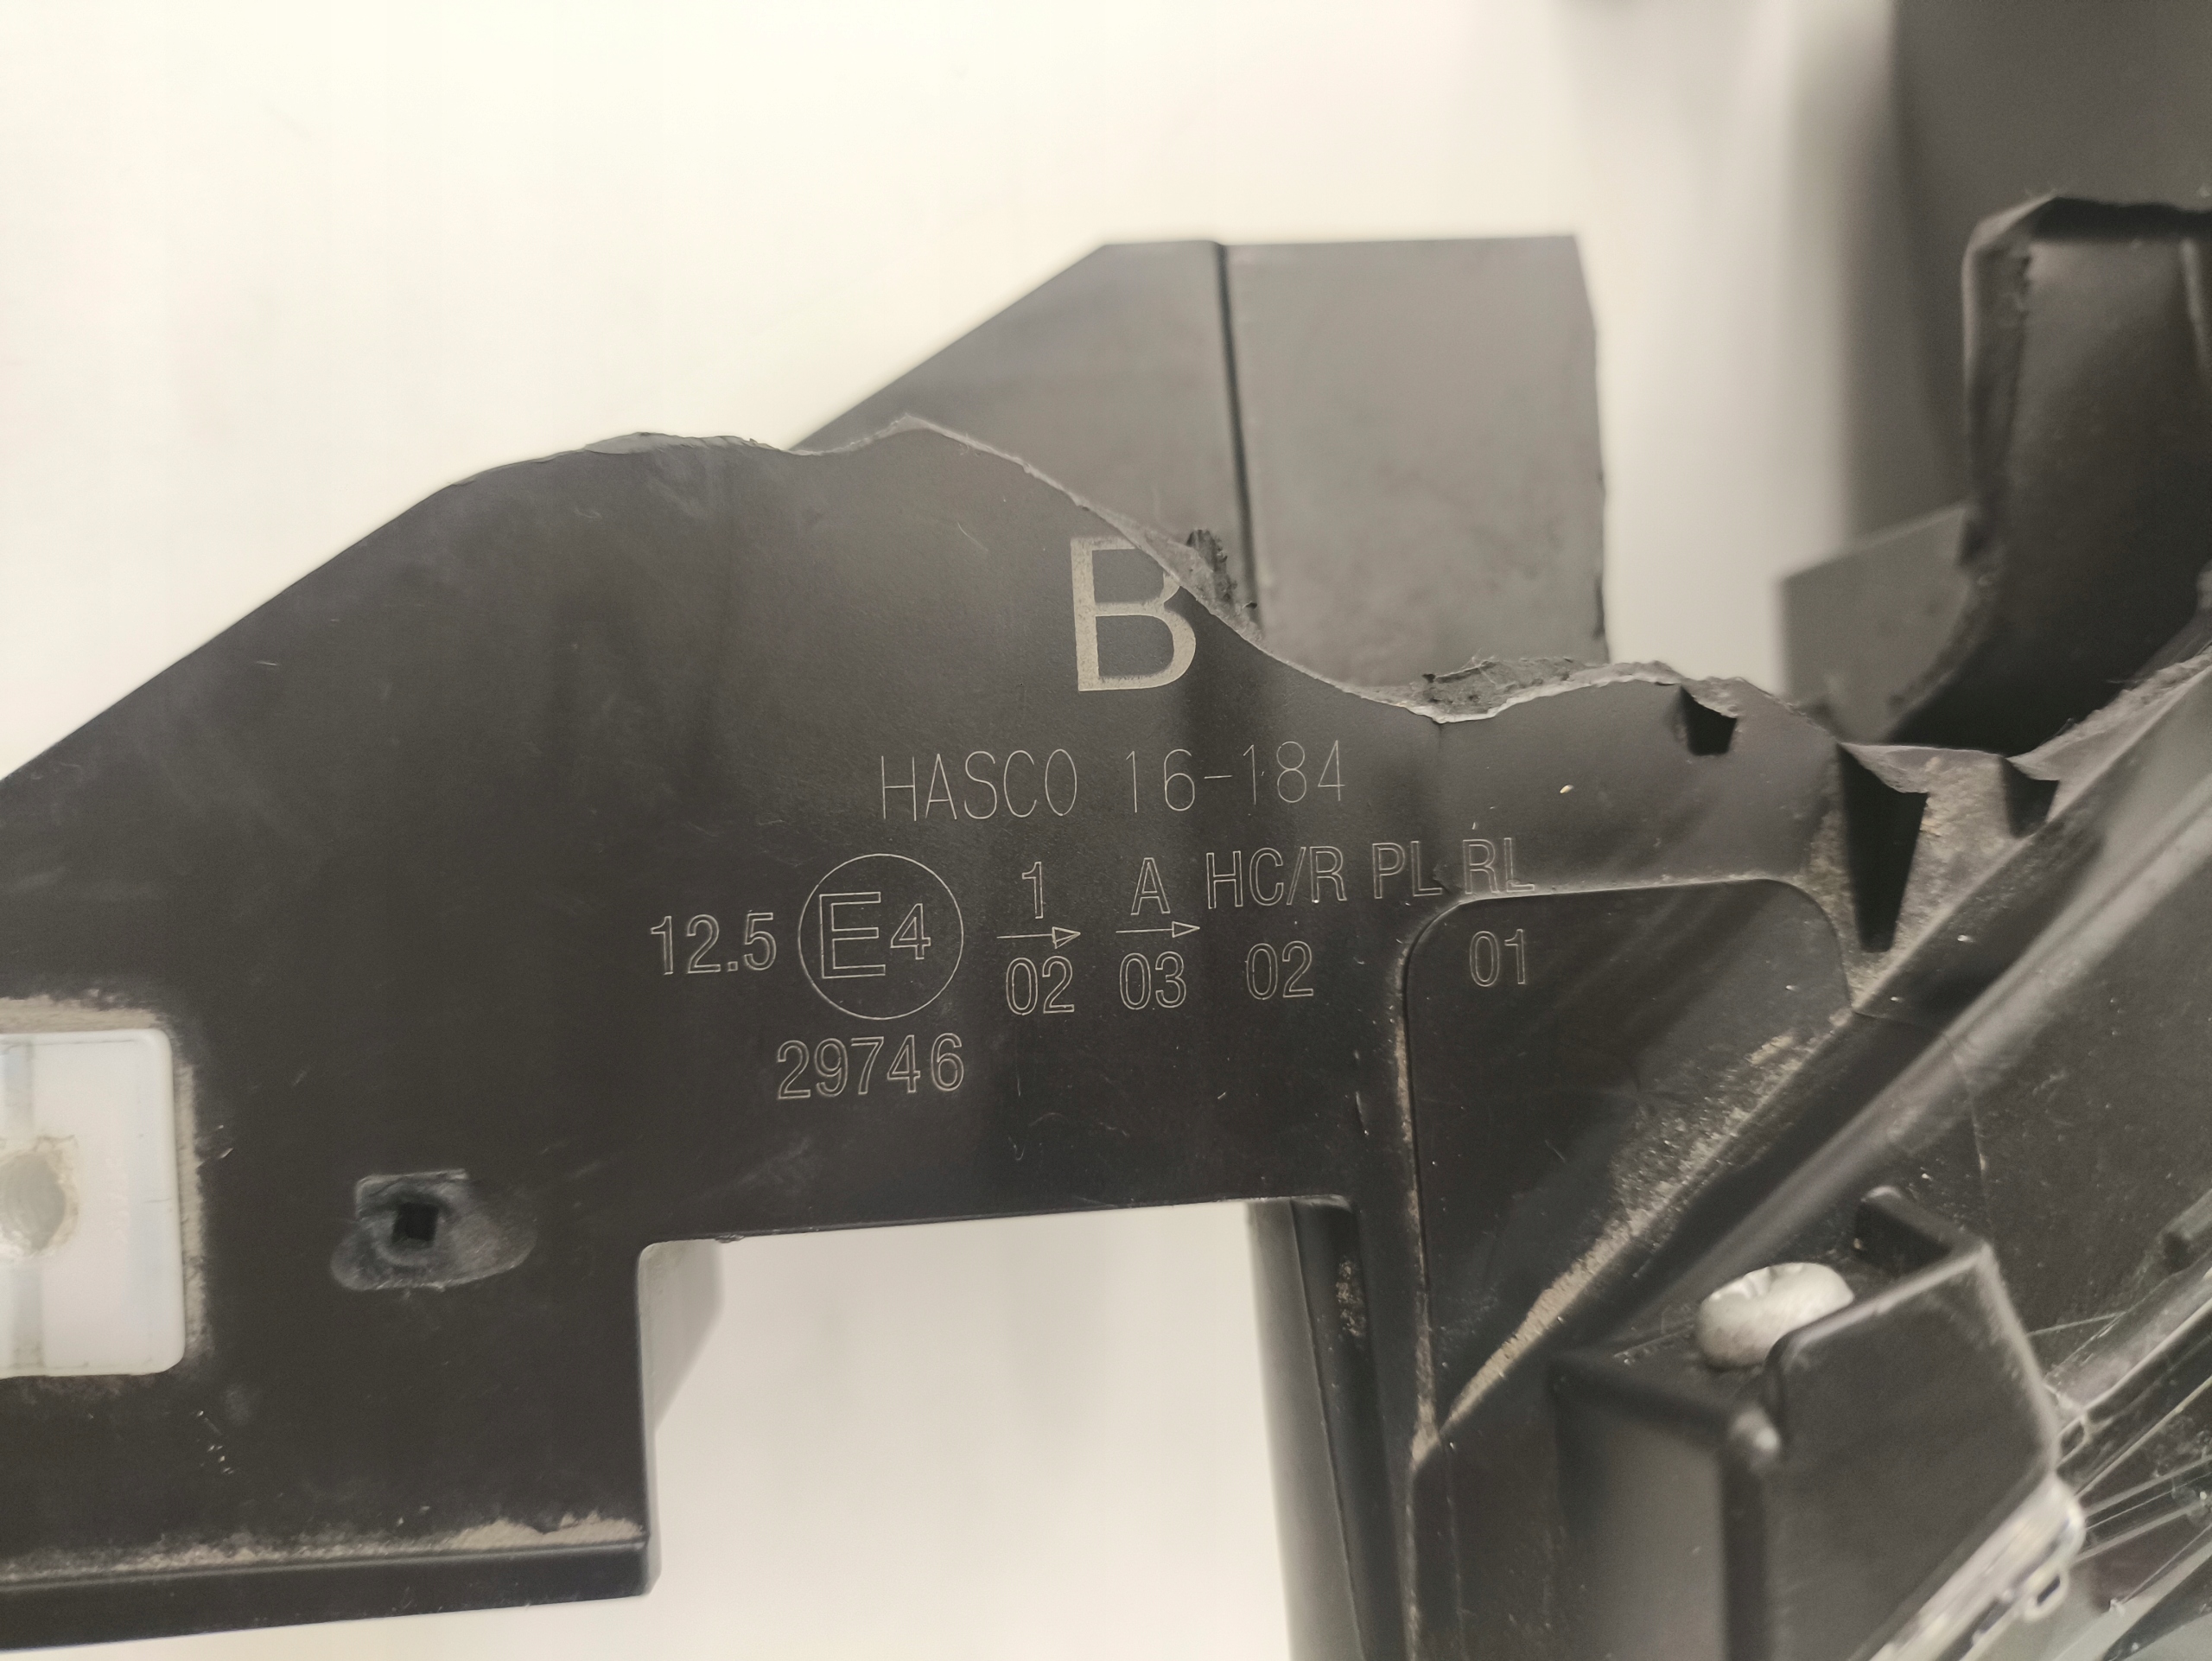 B
HASCO 16-184
1 A HC/R PL RL
12.5 E4 → →
02 03 02 01
29746